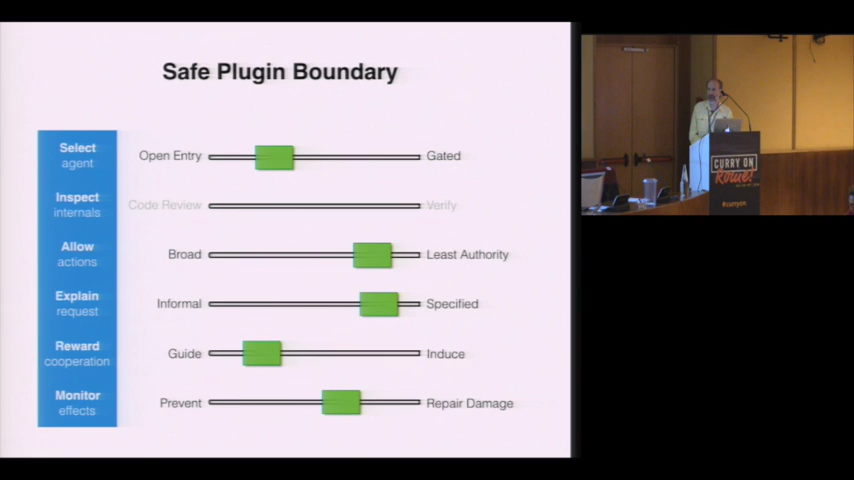 Safe Plugin Boundary
Select
agent
Open Entry
Gated
Inspect
internals
Code Review
Verify
Allow
actions
Broad
Least Authority
Explain
request
Informal
Specified
Reward
cooperation
Guide
Induce
Monitor
effects
Prevent
Repair Damage
CURRY ON
Rome!
#curryon